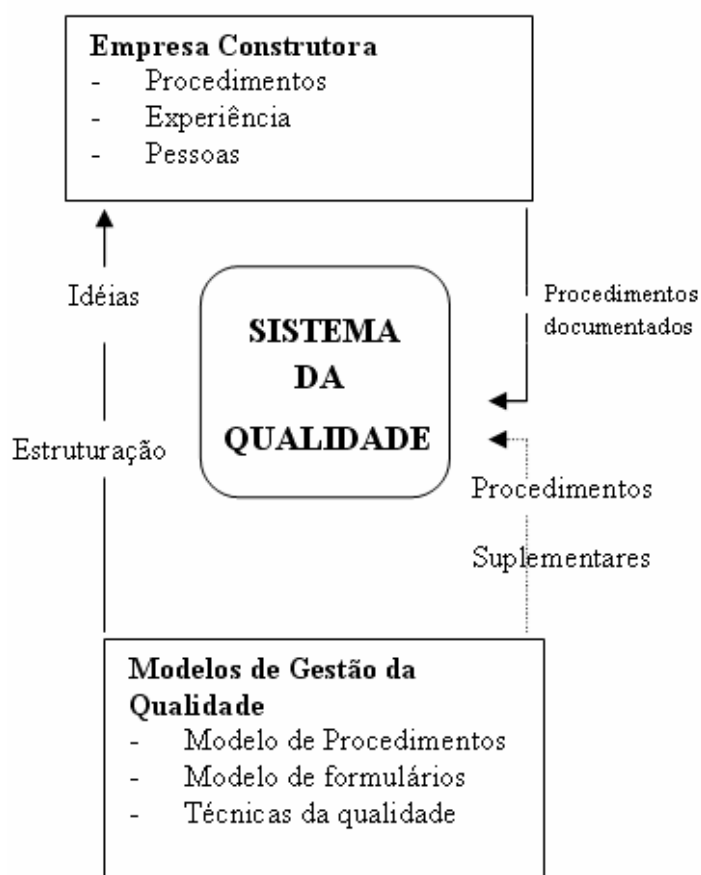 Empresa Construtora
- Procedimentos
- Experiência
- Pessoas
Idéias
Procedimentos
documentados
SISTEMA
DA
QUALIDADE
Estruturação
Procedimentos
Suplementares
Modelos de Gestão da
Qualidade
- Modelo de Procedimentos
- Modelo de formulários
- Técnicas da qualidade